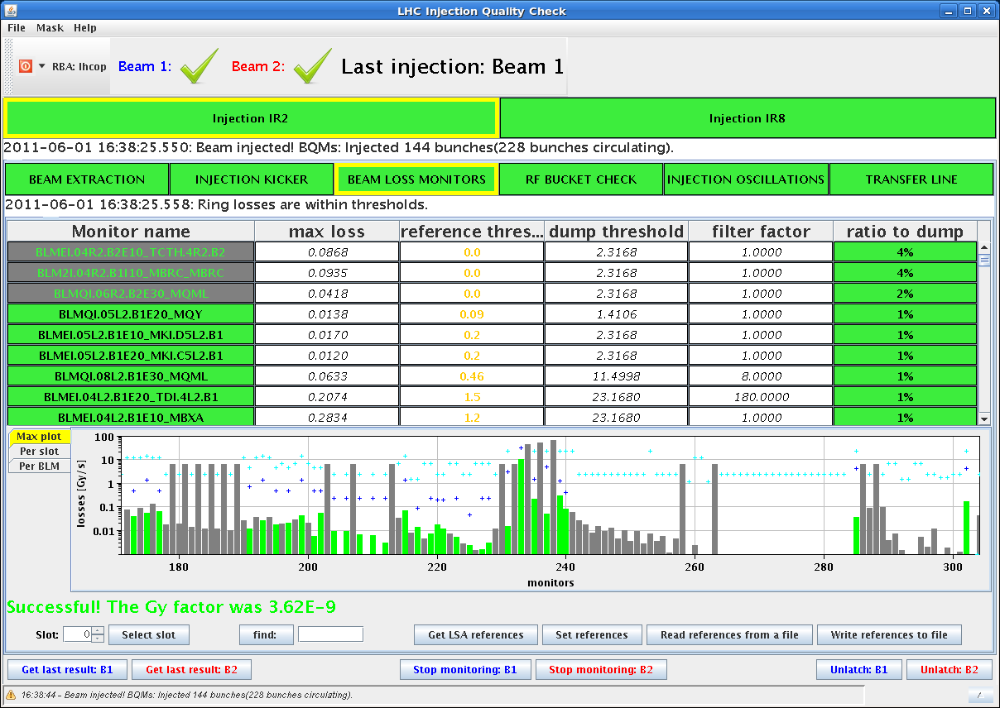 LHC Injection Quality Check
File Mask Help
RBA: lhcop Beam 1: Beam 2: Last injection: Beam 1
Injection IR2 Injection IR8
2011-06-01 16:38:25.550: Beam injected! BQMs: Injected 144 bunches(228 bunches circulating).
BEAM EXTRACTION INJECTION KICKER BEAM LOSS MONITORS RF BUCKET CHECK INJECTION OSCILLATIONS TRANSFER LINE
2011-06-01 16:38:25.558: Ring losses are within thresholds.
Monitor name max loss reference thres... dump threshold filter factor ratio to dump
BLMEI.04R2.B2E10_TCTH.4R2.B2 0.0868 0.0 2.3168 1.0000 4%
BLM2I.04R2.B1I10_MBRC_MBRC 0.0935 0.0 2.3168 1.0000 4%
BLMQI.06R2.B2E30_MQML 0.0418 0.0 2.3168 1.0000 2%
BLMQI.05L2.B1E20_MQY 0.0138 0.09 1.4106 1.0000 1%
BLMEI.05L2.B1E10_MKI.D5L2.B1 0.0170 0.2 2.3168 1.0000 1%
BLMEI.05L2.B1E20_MKI.C5L2.B1 0.0120 0.2 2.3168 1.0000 1%
BLMQI.08L2.B1E30_MQML 0.0633 0.46 11.4998 8.0000 1%
BLMEI.04L2.B1E20_TDI.4L2.B1 0.2074 1.5 23.1680 180.0000 1%
BLMEI.04L2.B1E10_MBXA 0.2834 1.2 23.1680 1.0000 1%
Max plot
Per slot
Per BLM
losses [Gy/s]
100
10
1
0.1
0.01
180 200 220 240 260 280 300
monitors
Successful! The Gy factor was 3.62E-9
Slot: 0 Select slot find: Get LSA references Set references Read references from a file Write references to file
Get last result: B1 Get last result: B2 Stop monitoring: B1 Stop monitoring: B2 Unlatch: B1 Unlatch: B2
16:38:44 - Beam injected! BQMs: Injected 144 bunches(228 bunches circulating).